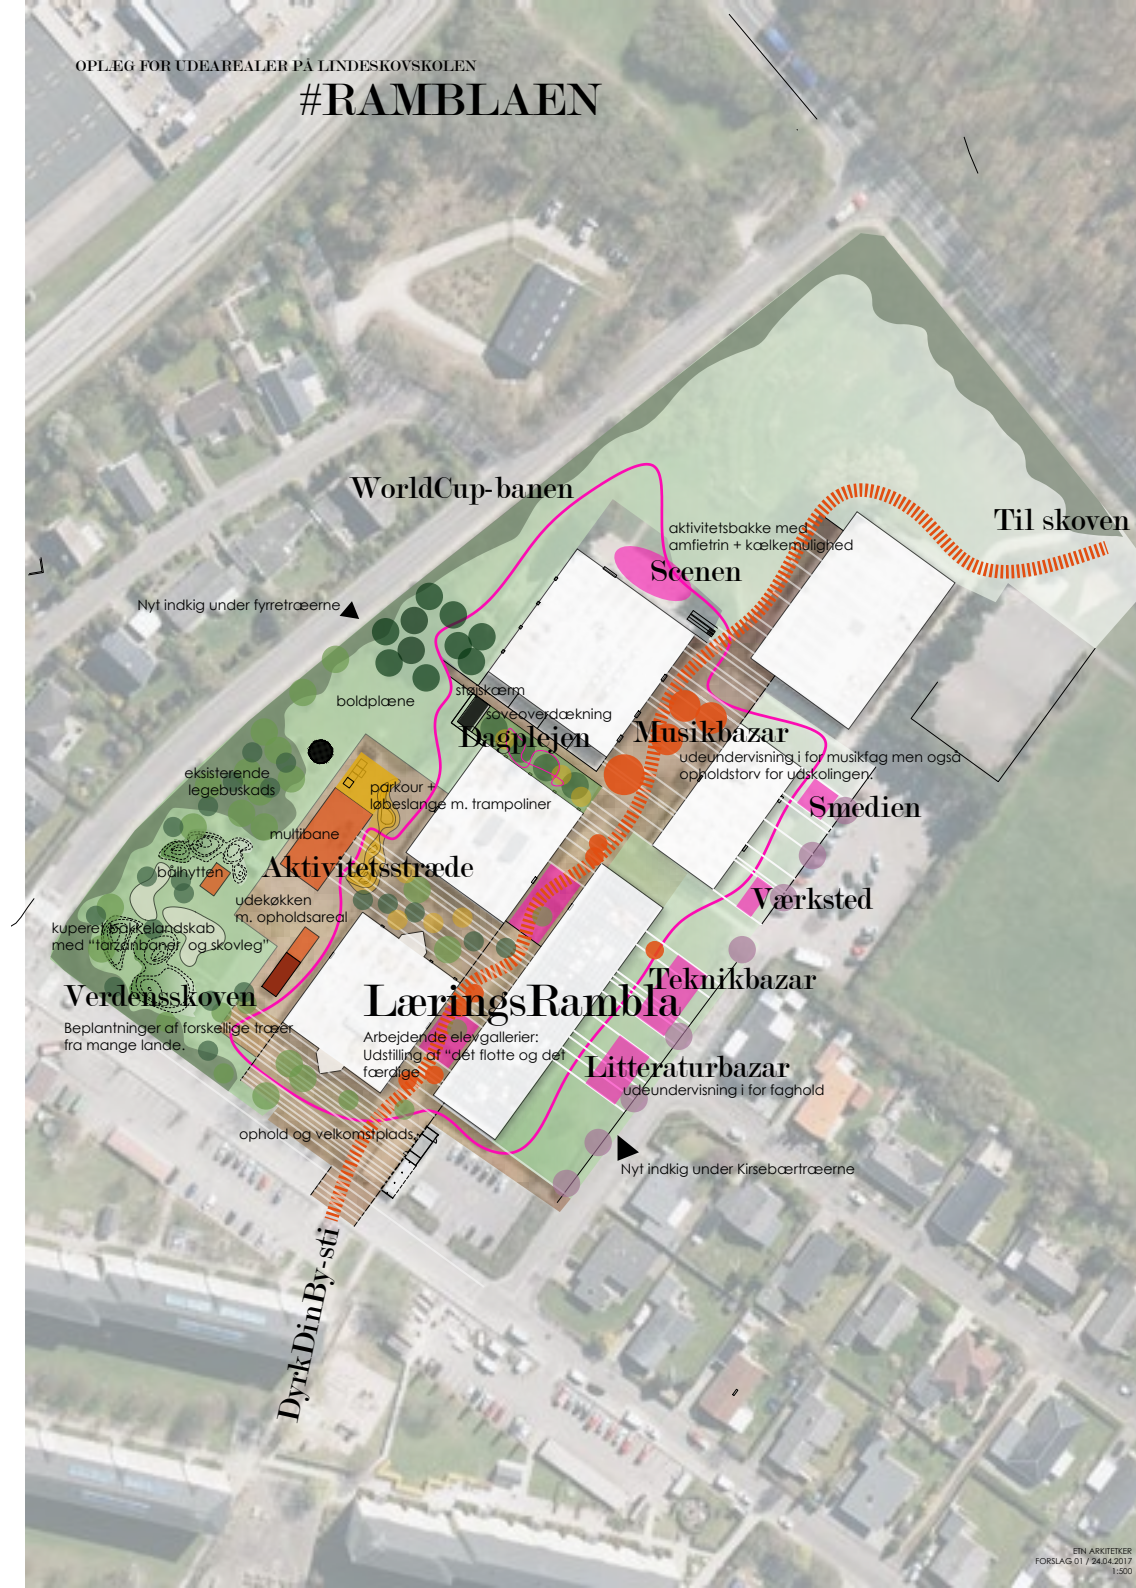 OPLÆG FOR UDEAREALER PÅ LINDESKOVSKOLEN
#RAMBLAEN
WorldCup-banen
Til skoven
aktivitetsbakke med
amfietrin + kælkemulighed
Scenen
Nyt indkig under fyrretræerne
støjskærm
boldplæne
soveoverdækning
Dagplejen
Musikbazar
udeundervisning i for musikfag men også
opholdstorv for udskolingen.
eksisterende
legebuskads
parkour +
løbeslange m. trampoliner
Smedien
multibane
Aktivitetsstræde
bålhytten
udekøkken
m. opholdsareal
Værksted
kuperet bakkelandskab
med "tarzanbaner og skovleg"
Teknikbazar
Verdensskoven
LæringsRambla
Beplantninger af forskellige træer
fra mange lande.
Arbejdende elevgallerier:
Udstilling af "det flotte og det
færdige
Litteraturbazar
udeundervisning i for faghold
ophold og velkomstplads
Nyt indkig under Kirsebærtræerne
DyrkDinBy-sti
ETN ARKITETKER
FORSLAG 01 / 24.04.2017
1:500